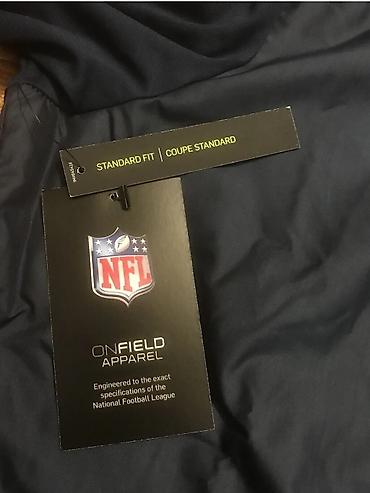 STANDARD FIT | COUPE STANDARD
NFL
ONFIELD
APPAREL
Engineered to the exact
specifications of the
National Football League